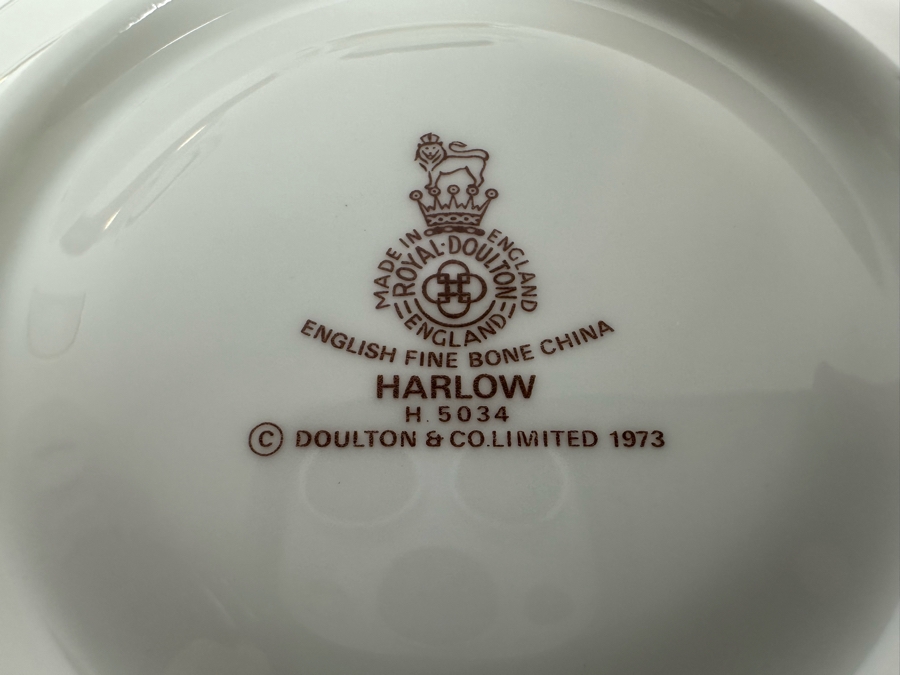 MADE IN ENGLAND
ROYAL·DOULTON
ENGLAND
ENGLISH FINE BONE CHINA
HARLOW
H. 5034
© DOULTON & CO.LIMITED 1973